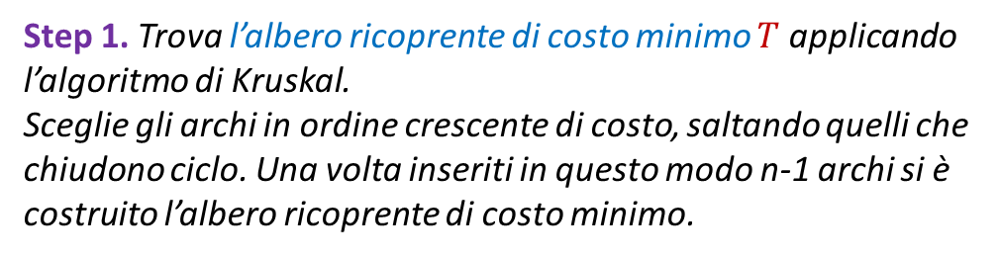 Step 1. Trova l'albero ricoprente di costo minimo T applicando
l'algoritmo di Kruskal.
Sceglie gli archi in ordine crescente di costo, saltando quelli che
chiudono ciclo. Una volta inseriti in questo modo n-1 archi si è
costruito l'albero ricoprente di costo minimo.